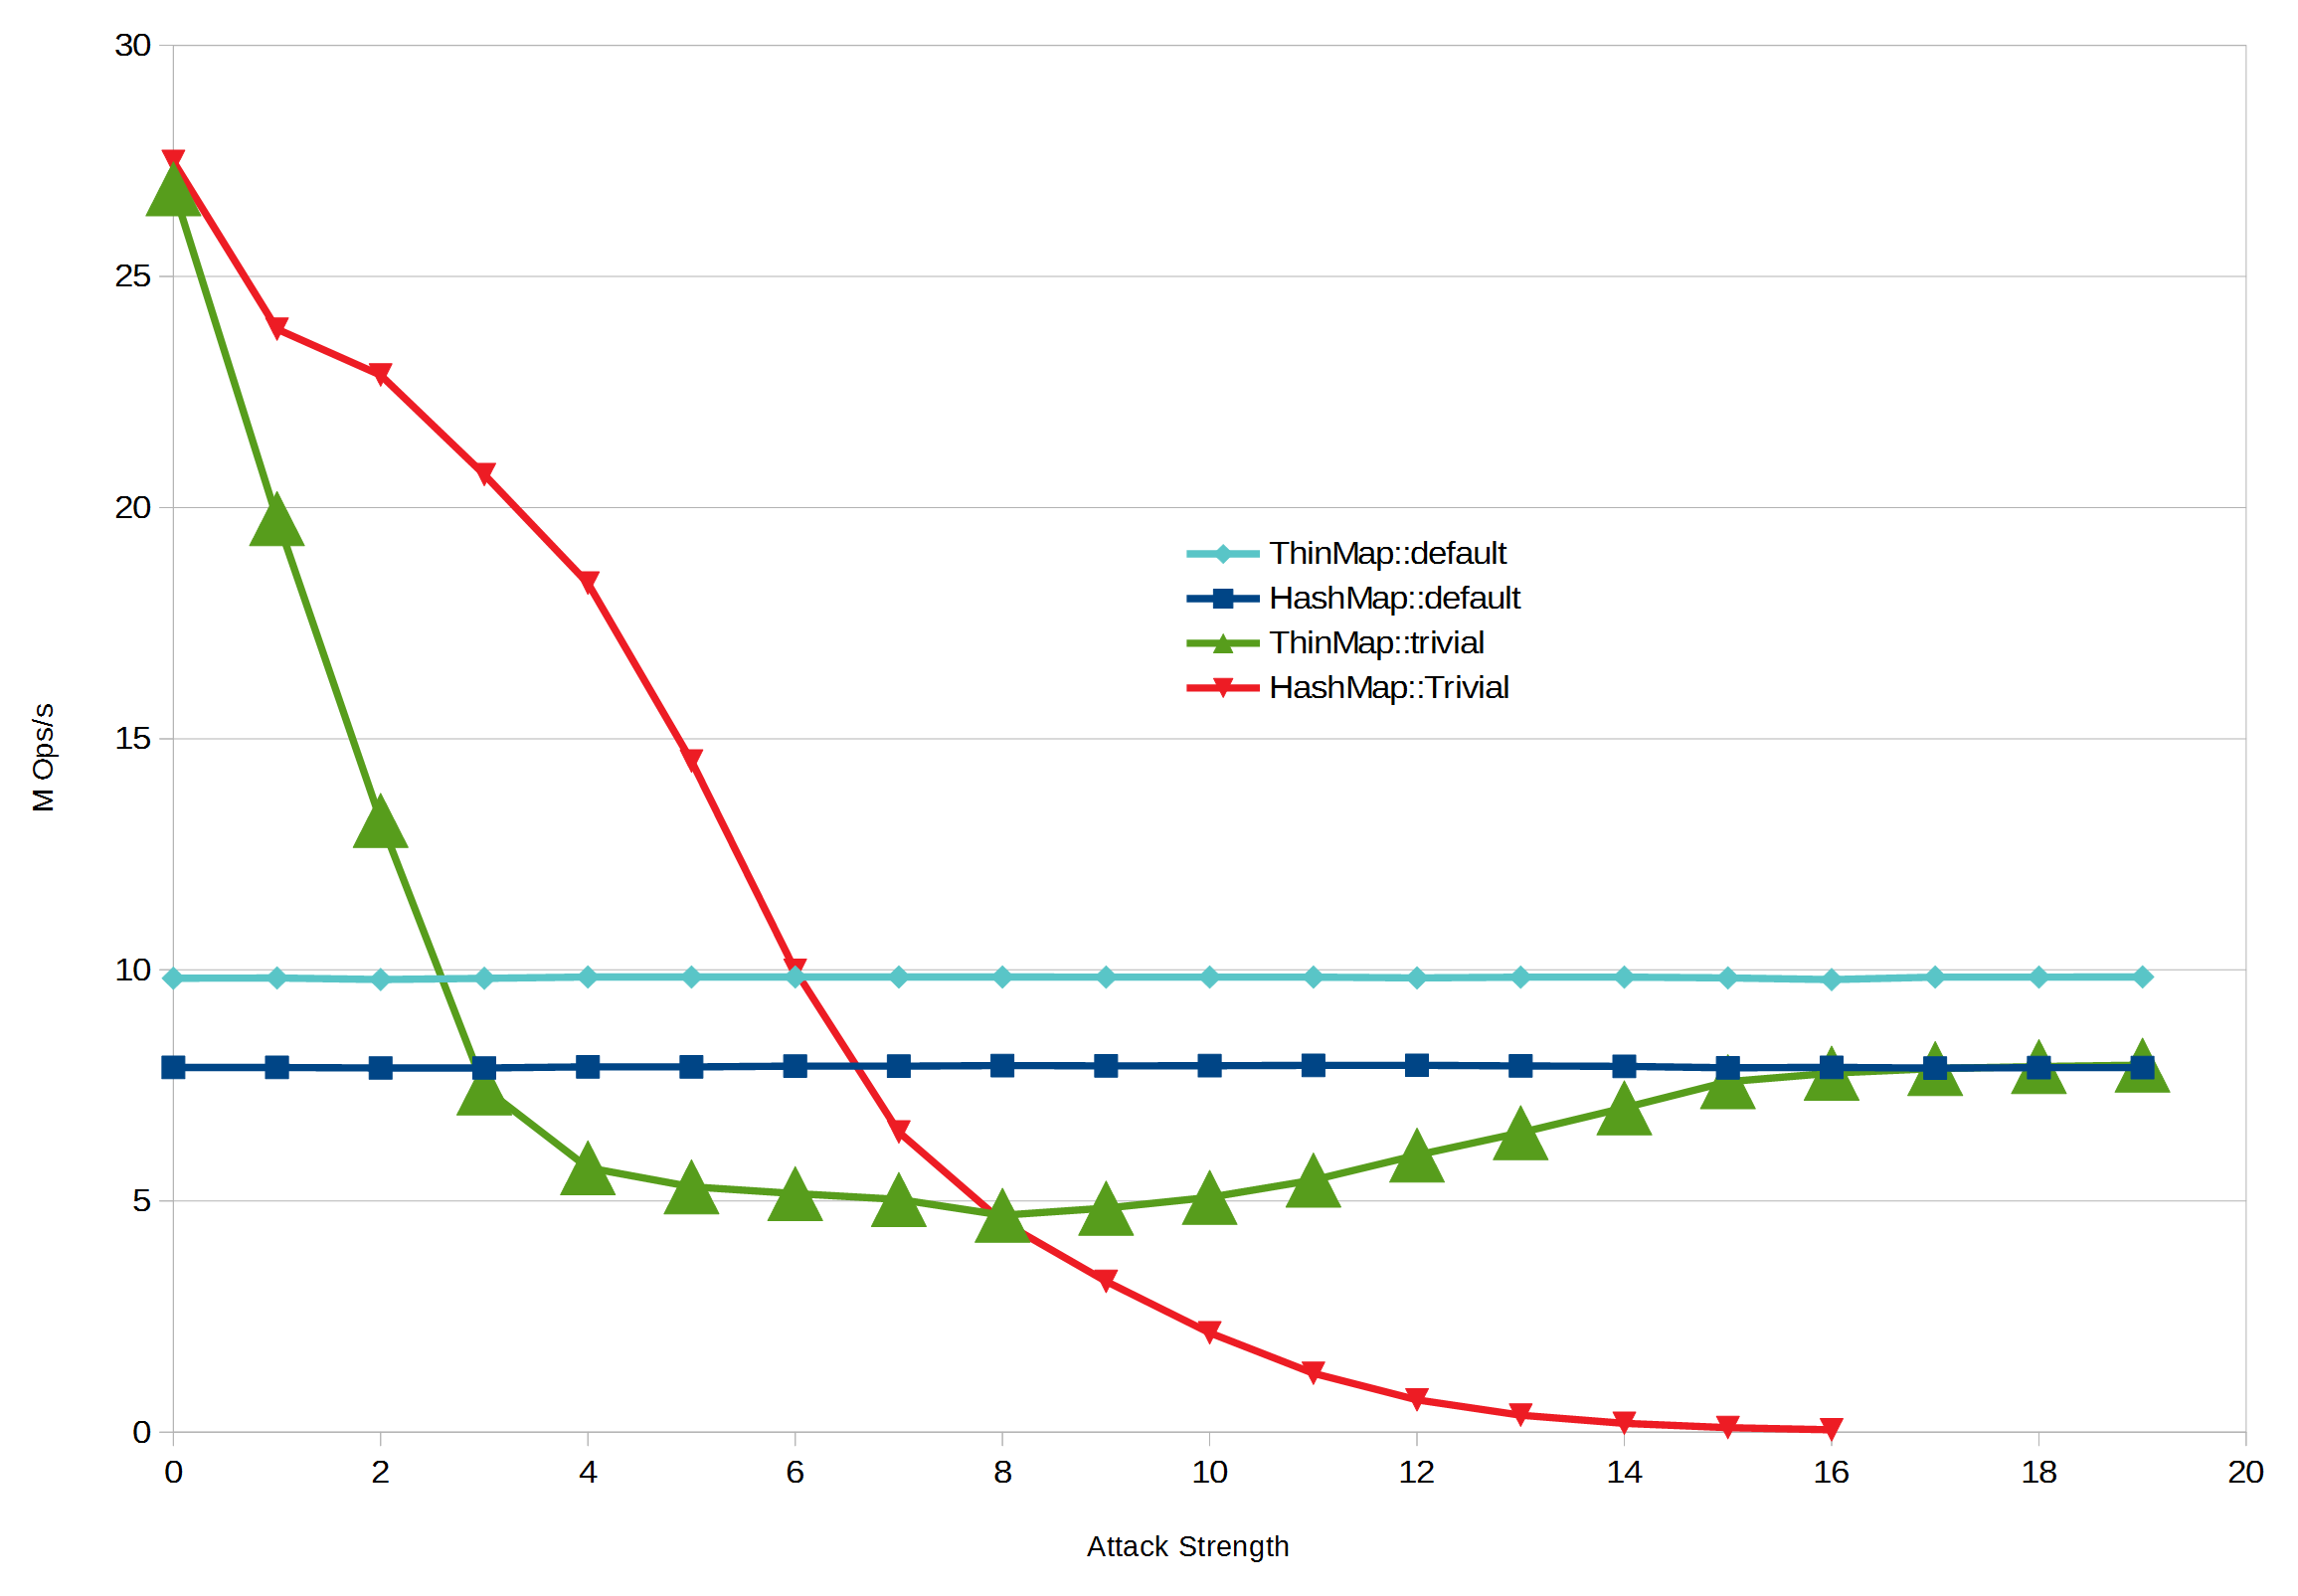 30
25
20
15
10
5
0
M Ops/s
ThinMap::default
HashMap::default
ThinMap::trivial
HashMap::Trivial
0 2 4 6 8 10 12 14 16 18 20
Attack Strength